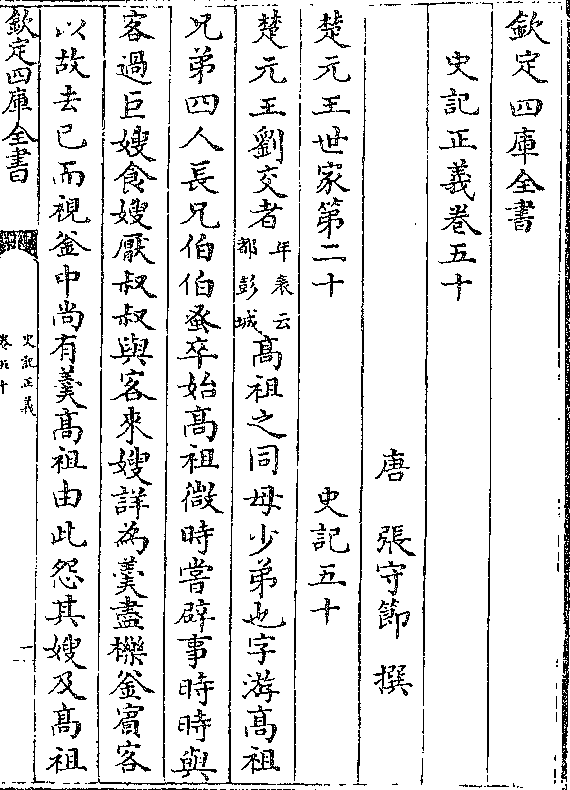 欽定四庫全書
史記正義卷五十
唐 張守節 撰
楚元王世家第二十 史記五十
楚元王劉交者年表云都彭城高祖之同母少弟也字游高祖
兄弟四人長兄伯伯蚤卒始高祖微時嘗辟事時時與
客過巨嫂食嫂厭叔叔與客來嫂詳為羮盡櫟釜賔客
以故去已而視釜中尚有羮高祖由此怨其嫂及高祖
欽定四庫全書
史記正義
卷五十
一